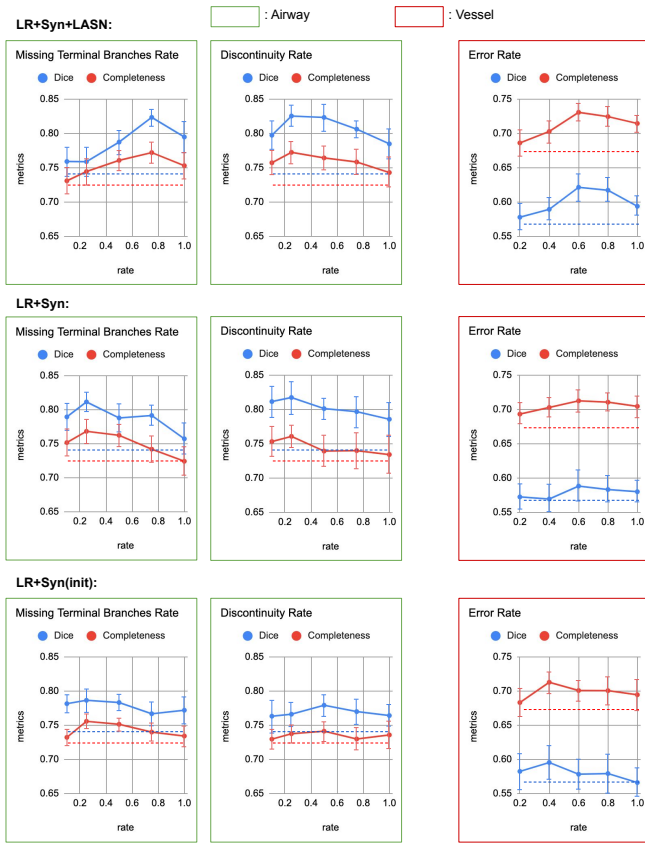 LR+Syn+LASN:
: Airway
: Vessel
Missing Terminal Branches Rate
Dice Completeness
0.85
0.80
0.75
0.70
0.65
metrics
0.2 0.4 0.6 0.8 1.0
rate
Discontinuity Rate
Dice Completeness
0.85
0.80
0.75
0.70
0.65
metrics
0.2 0.4 0.6 0.8 1.0
rate
Error Rate
Dice Completeness
0.75
0.70
0.65
0.60
0.55
metrics
0.2 0.4 0.6 0.8 1.0
rate
LR+Syn:
Missing Terminal Branches Rate
Dice Completeness
0.85
0.80
0.75
0.70
0.65
metrics
0.2 0.4 0.6 0.8 1.0
rate
Discontinuity Rate
Dice Completeness
0.85
0.80
0.75
0.70
0.65
metrics
0.2 0.4 0.6 0.8 1.0
rate
Error Rate
Dice Completeness
0.75
0.70
0.65
0.60
0.55
metrics
0.2 0.4 0.6 0.8 1.0
rate
LR+Syn(init):
Missing Terminal Branches Rate
Dice Completeness
0.85
0.80
0.75
0.70
0.65
metrics
0.2 0.4 0.6 0.8 1.0
rate
Discontinuity Rate
Dice Completeness
0.85
0.80
0.75
0.70
0.65
metrics
0.2 0.4 0.6 0.8 1.0
rate
Error Rate
Dice Completeness
0.75
0.70
0.65
0.60
0.55
metrics
0.2 0.4 0.6 0.8 1.0
rate